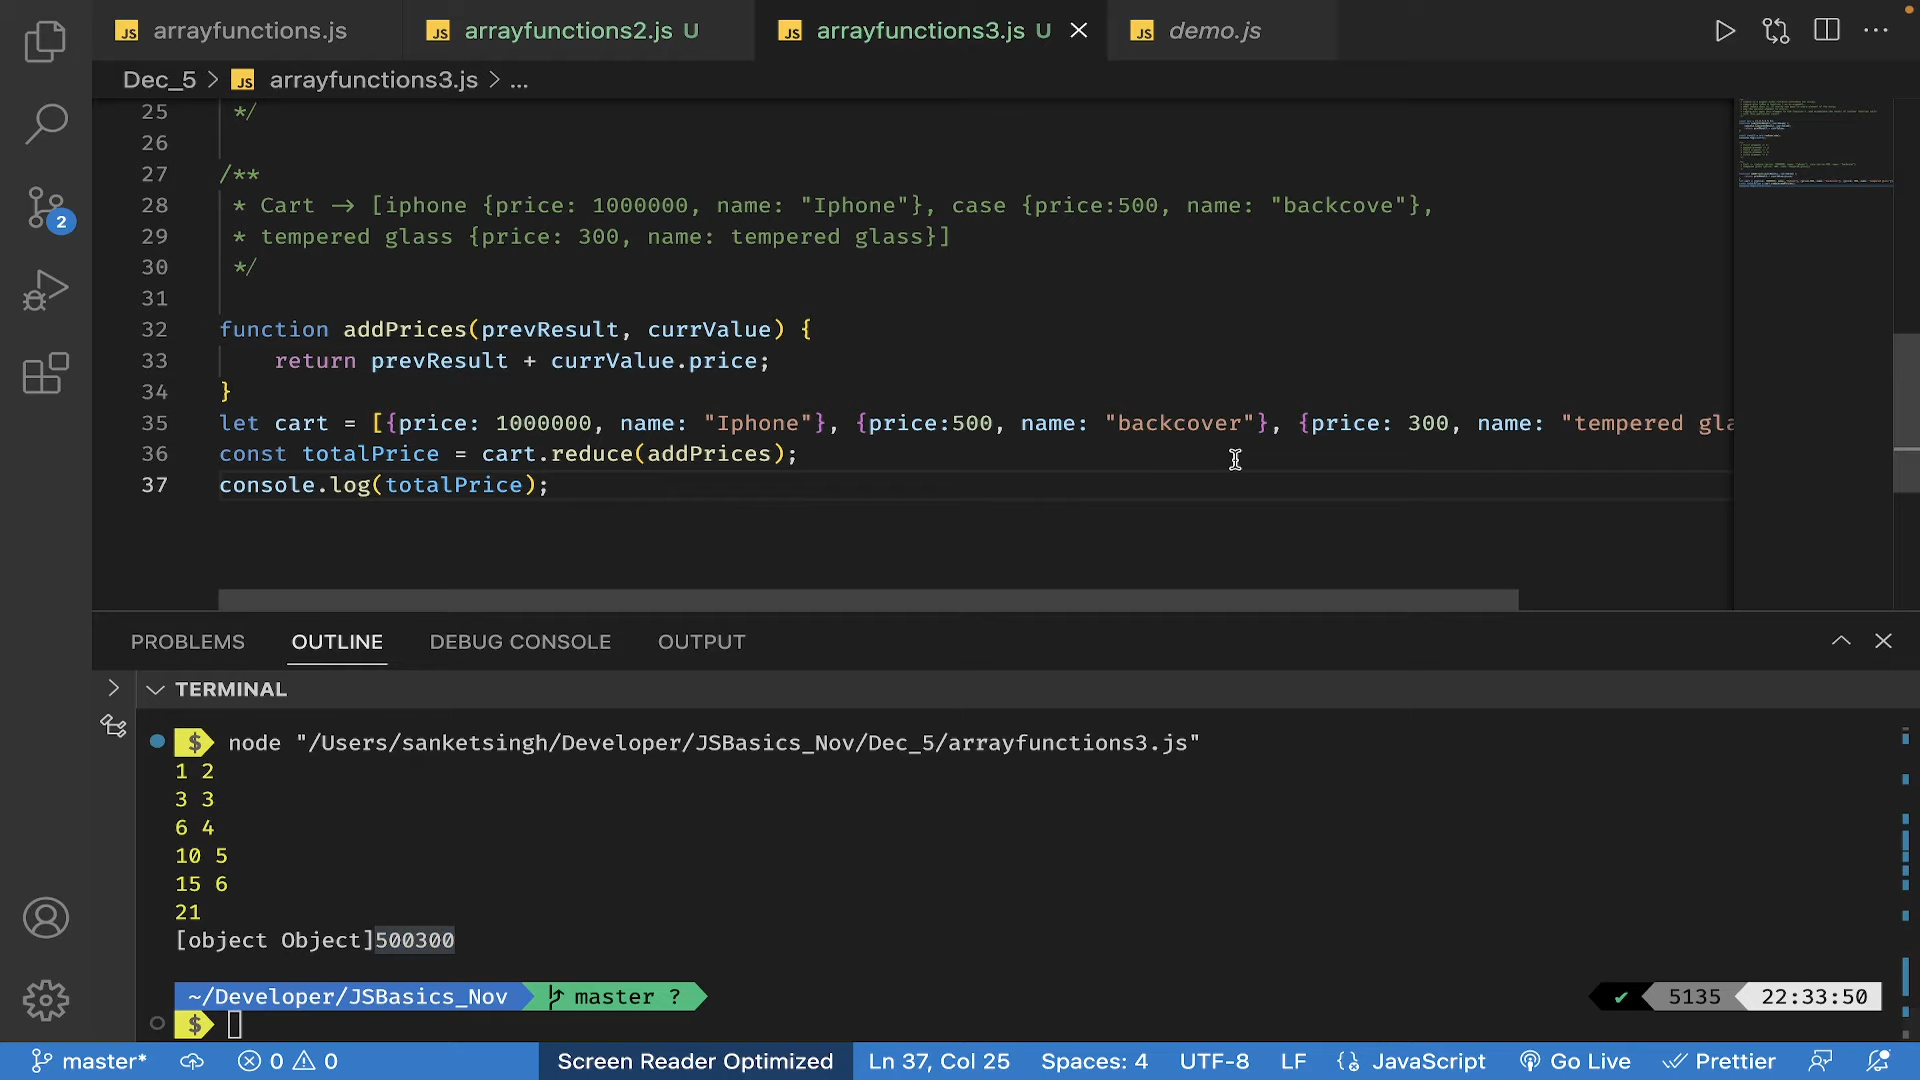 JS arrayfunctions.js JS arrayfunctions2.js U JS arrayfunctions3.js U JS demo.js
Dec_5 > JS arrayfunctions3.js > ...
25 */
26
27 /**
28 * Cart -> [iphone {price: 1000000, name: "Iphone"}, case {price:500, name: "backcove"},
29 * tempered glass {price: 300, name: tempered glass}]
30 */
31
32 function addPrices(prevResult, currValue) {
33 return prevResult + currValue.price;
34 }
35 let cart = [{price: 1000000, name: "Iphone"}, {price:500, name: "backcover"}, {price: 300, name: "tempered gla
36 const totalPrice = cart.reduce(addPrices);
37 console.log(totalPrice);
2
PROBLEMS OUTLINE DEBUG CONSOLE OUTPUT
TERMINAL
$ node "/Users/sanketsingh/Developer/JSBasics_Nov/Dec_5/arrayfunctions3.js"
1 2
3 3
6 4
10 5
15 6
21
[object Object]500300
~/Developer/JSBasics_Nov master ? ✔ 5135 22:33:50
$
master* 0 0 Screen Reader Optimized Ln 37, Col 25 Spaces: 4 UTF-8 LF JavaScript Go Live Prettier